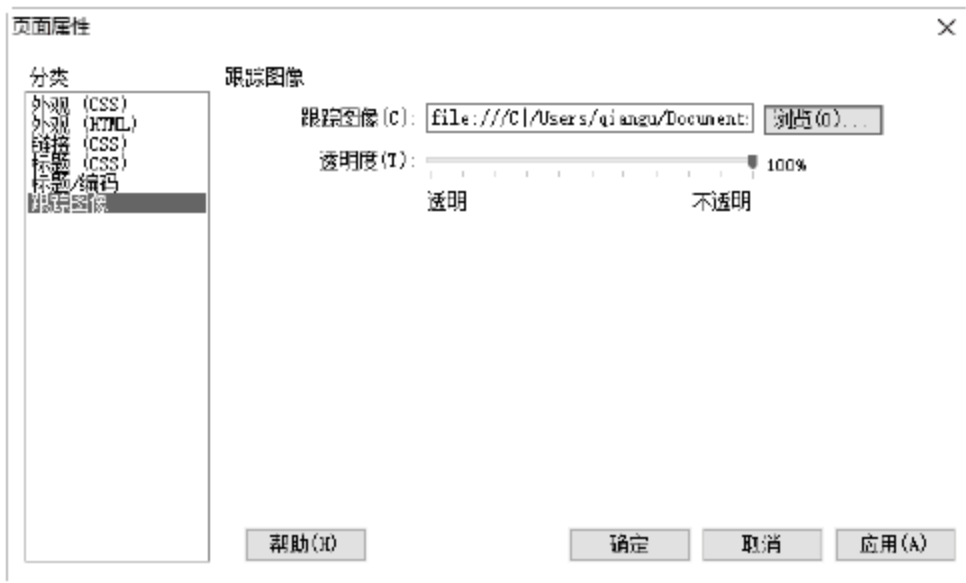 页面属性
分类
外观 (CSS)
外观 (HTML)
链接 (CSS)
标题 (CSS)
标题/编码
跟踪图像
跟踪图像
跟踪图像(C):
file:///C|/Users/qiangu/Document:
浏览(O)...
透明度(T):
100%
透明
不透明
帮助(H)
确定
取消
应用(A)